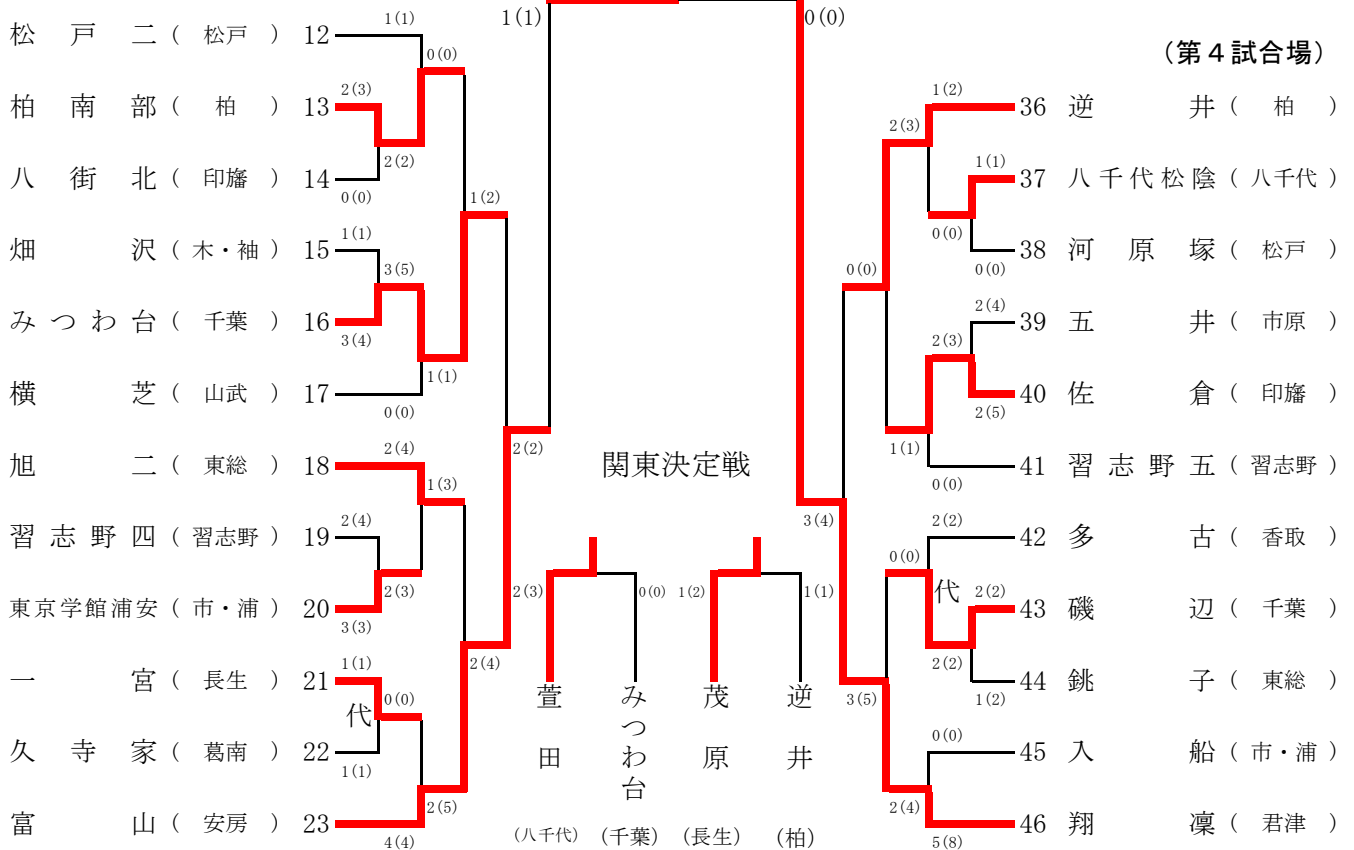 1(1)
0(0)
(第4試合場)
松戸二（ 松戸 ） 12
1(1)
0(0)
柏南部（ 柏 ） 13
2(3)
2(2)
八街北（ 印旛 ） 14
0(0)
1(2)
畑沢（ 木・袖 ） 15
1(1)
3(5)
みつわ台（ 千葉 ） 16
3(4)
1(1)
横芝（ 山武 ） 17
0(0)
2(2)
旭二（ 東総 ） 18
2(4)
1(3)
習志野四（ 習志野 ） 19
2(4)
2(3)
東京学館浦安（ 市・浦 ） 20
3(3)
2(4)
一宮（ 長生 ） 21
1(1)
0(0)
代
久寺家（ 葛南 ） 22
1(1)
2(5)
富山（ 安房 ） 23
4(4)
関東決定戦
2(3)
0(0)
1(2)
1(1)
萱田
みつわ台
茂原
逆井
(八千代)
(千葉)
(長生)
(柏)
1(2)
36 逆井（ 柏 ）
2(3)
1(1)
37 八千代松陰（ 八千代 ）
0(0)
38 河原塚（ 松戸 ）
0(0)
0(0)
2(4)
39 五井（ 市原 ）
2(3)
40 佐倉（ 印旛 ）
2(5)
1(1)
41 習志野五（ 習志野 ）
0(0)
3(4)
2(2)
42 多古（ 香取 ）
0(0)
代
2(2)
43 磯辺（ 千葉 ）
2(2)
44 銚子（ 東総 ）
1(2)
3(5)
0(0)
45 入船（ 市・浦 ）
2(4)
46 翔凜（ 君津 ）
5(8)